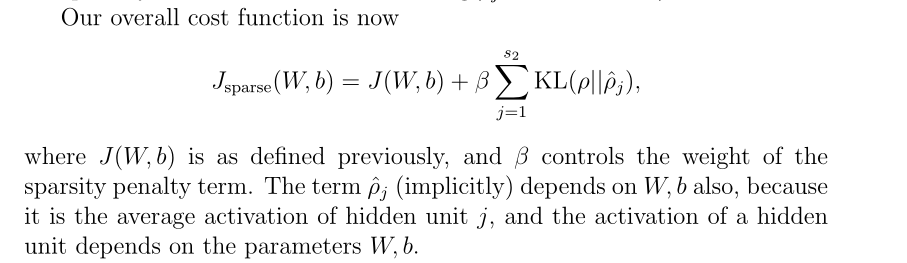 Our overall cost function is now
J_sparse(W, b) = J(W, b) + β ∑_{j=1}^{s_2} KL(ρ||ρ̂_j),
where J(W, b) is as defined previously, and β controls the weight of the
sparsity penalty term. The term ρ̂_j (implicitly) depends on W, b also, because
it is the average activation of hidden unit j, and the activation of a hidden
unit depends on the parameters W, b.